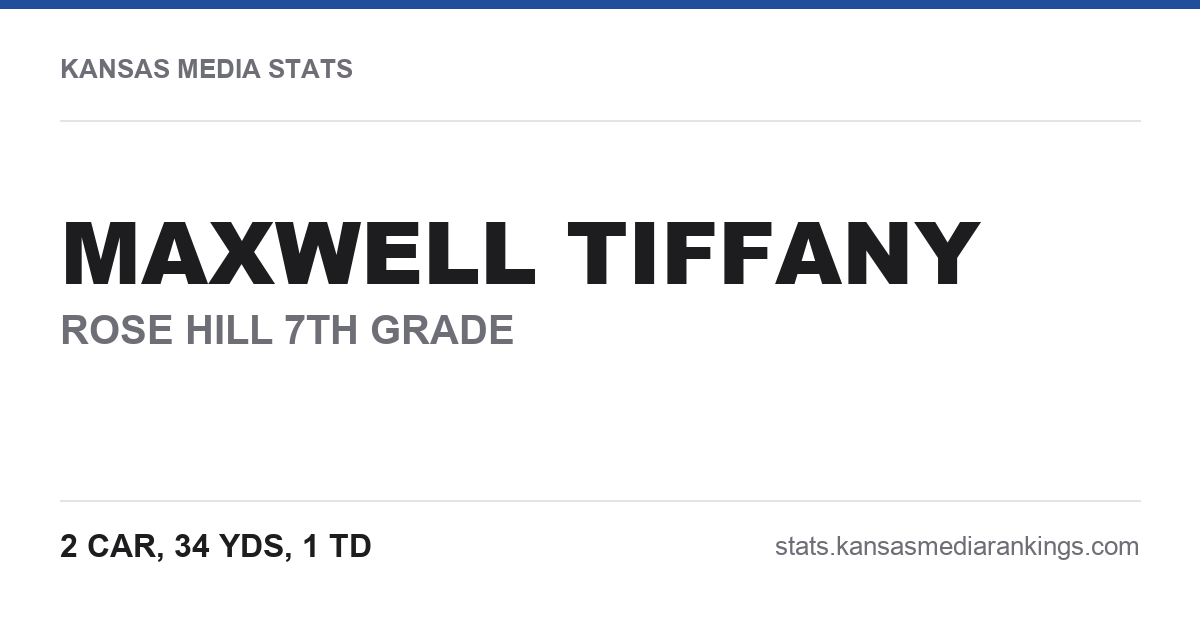 KANSAS MEDIA STATS
MAXWELL TIFFANY
ROSE HILL 7TH GRADE
2 CAR, 34 YDS, 1 TD
stats.kansasmediarankings.com